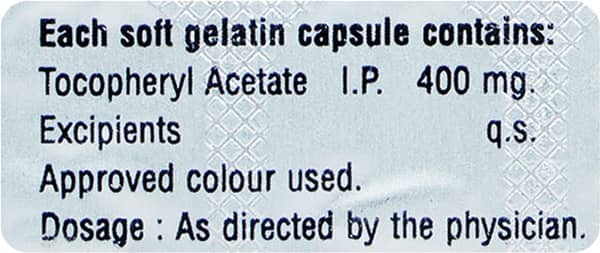 Each soft gelatin capsule contains:
Tocopheryl Acetate I.P. 400 mg.
Excipients q.s.
Approved colour used.
Dosage : As directed by the physician.